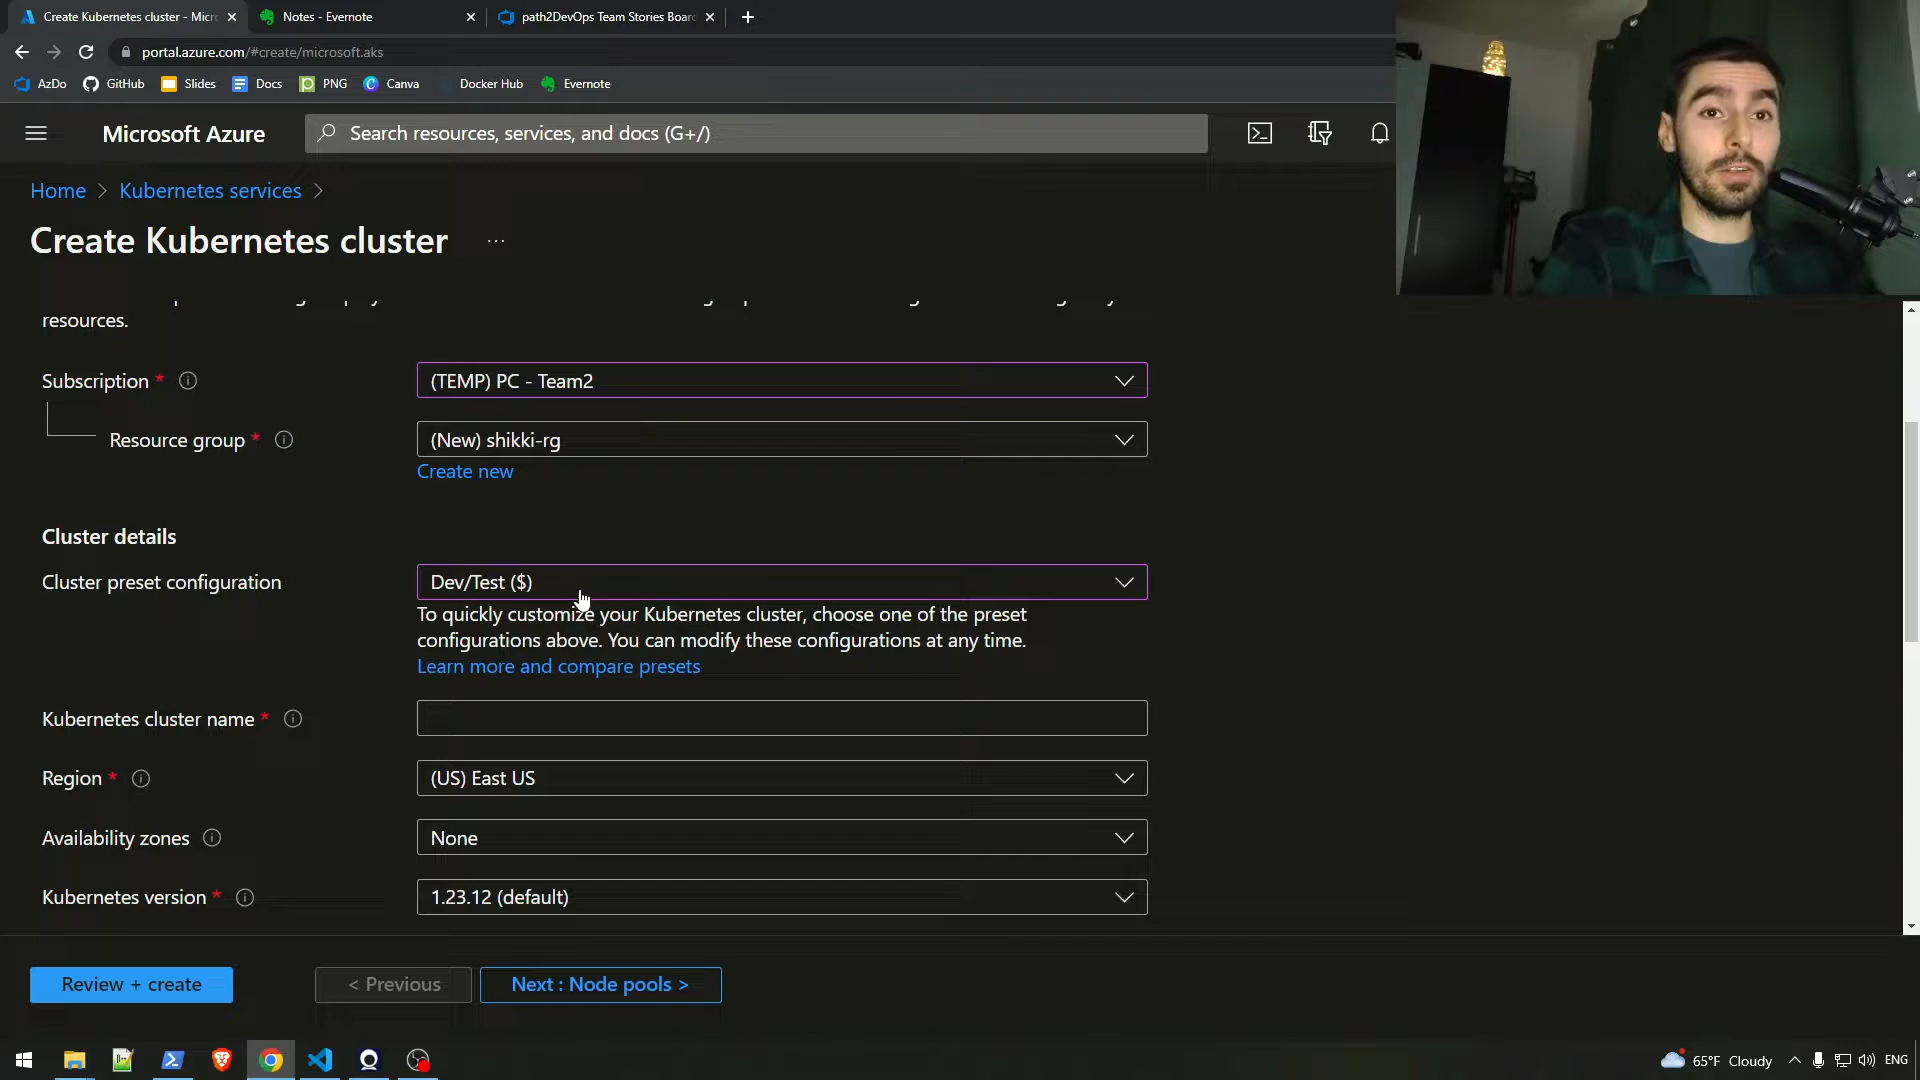 Create Kubernetes cluster - Micr
Notes - Evernote
path2DevOps Team Stories Boar
portal.azure.com/#create/microsoft.aks
AzDo
GitHub
Slides
Docs
PNG
Canva
Docker Hub
Evernote
Microsoft Azure
Search resources, services, and docs (G+/)
Home > Kubernetes services >
Create Kubernetes cluster ...
resources.
Subscription *
(TEMP) PC - Team2
Resource group *
(New) shikki-rg
Create new
Cluster details
Cluster preset configuration
Dev/Test ($)
To quickly customize your Kubernetes cluster, choose one of the preset
configurations above. You can modify these configurations at any time.
Learn more and compare presets
Kubernetes cluster name *
Region *
(US) East US
Availability zones
None
Kubernetes version *
1.23.12 (default)
Review + create
< Previous
Next : Node pools >
65°F Cloudy
ENG